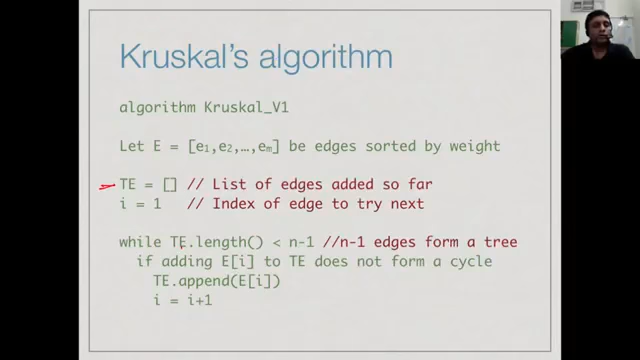 Kruskal's algorithm
algorithm Kruskal_V1
Let E = [e1,e2,…,em] be edges sorted by weight
TE = [] // List of edges added so far
i = 1 // Index of edge to try next
while TE.length() < n-1 //n-1 edges form a tree
if adding E[i] to TE does not form a cycle
TE.append(E[i])
i = i+1